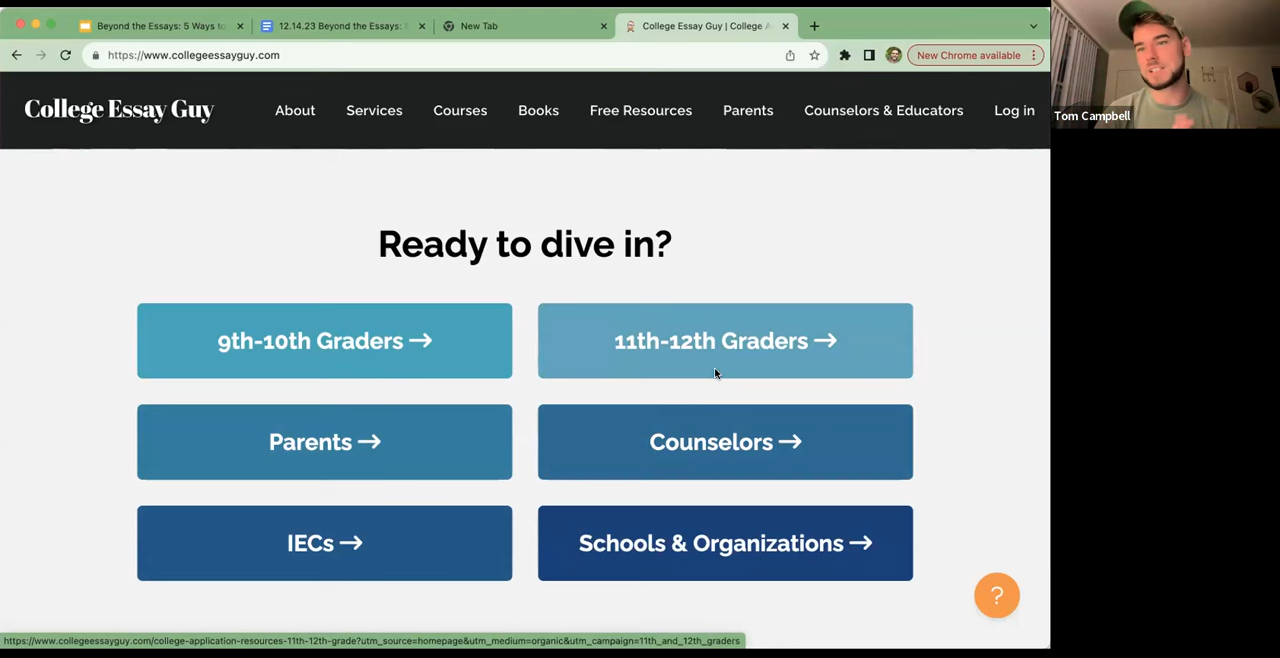 Beyond the Essays: 5 Ways to
12.14.23 Beyond the Essays:
New Tab
College Essay Guy | College A
https://www.collegeessayguy.com
New Chrome available
College Essay Guy
About
Services
Courses
Books
Free Resources
Parents
Counselors & Educators
Log in
Tom Campbell
Ready to dive in?
9th-10th Graders →
11th-12th Graders →
Parents →
Counselors →
IECs →
Schools & Organizations →
?
https://www.collegeessayguy.com/college-application-resources-11th-12th-grade?utm_source=homepage&utm_medium=organic&utm_campaign=11th_and_12th_graders